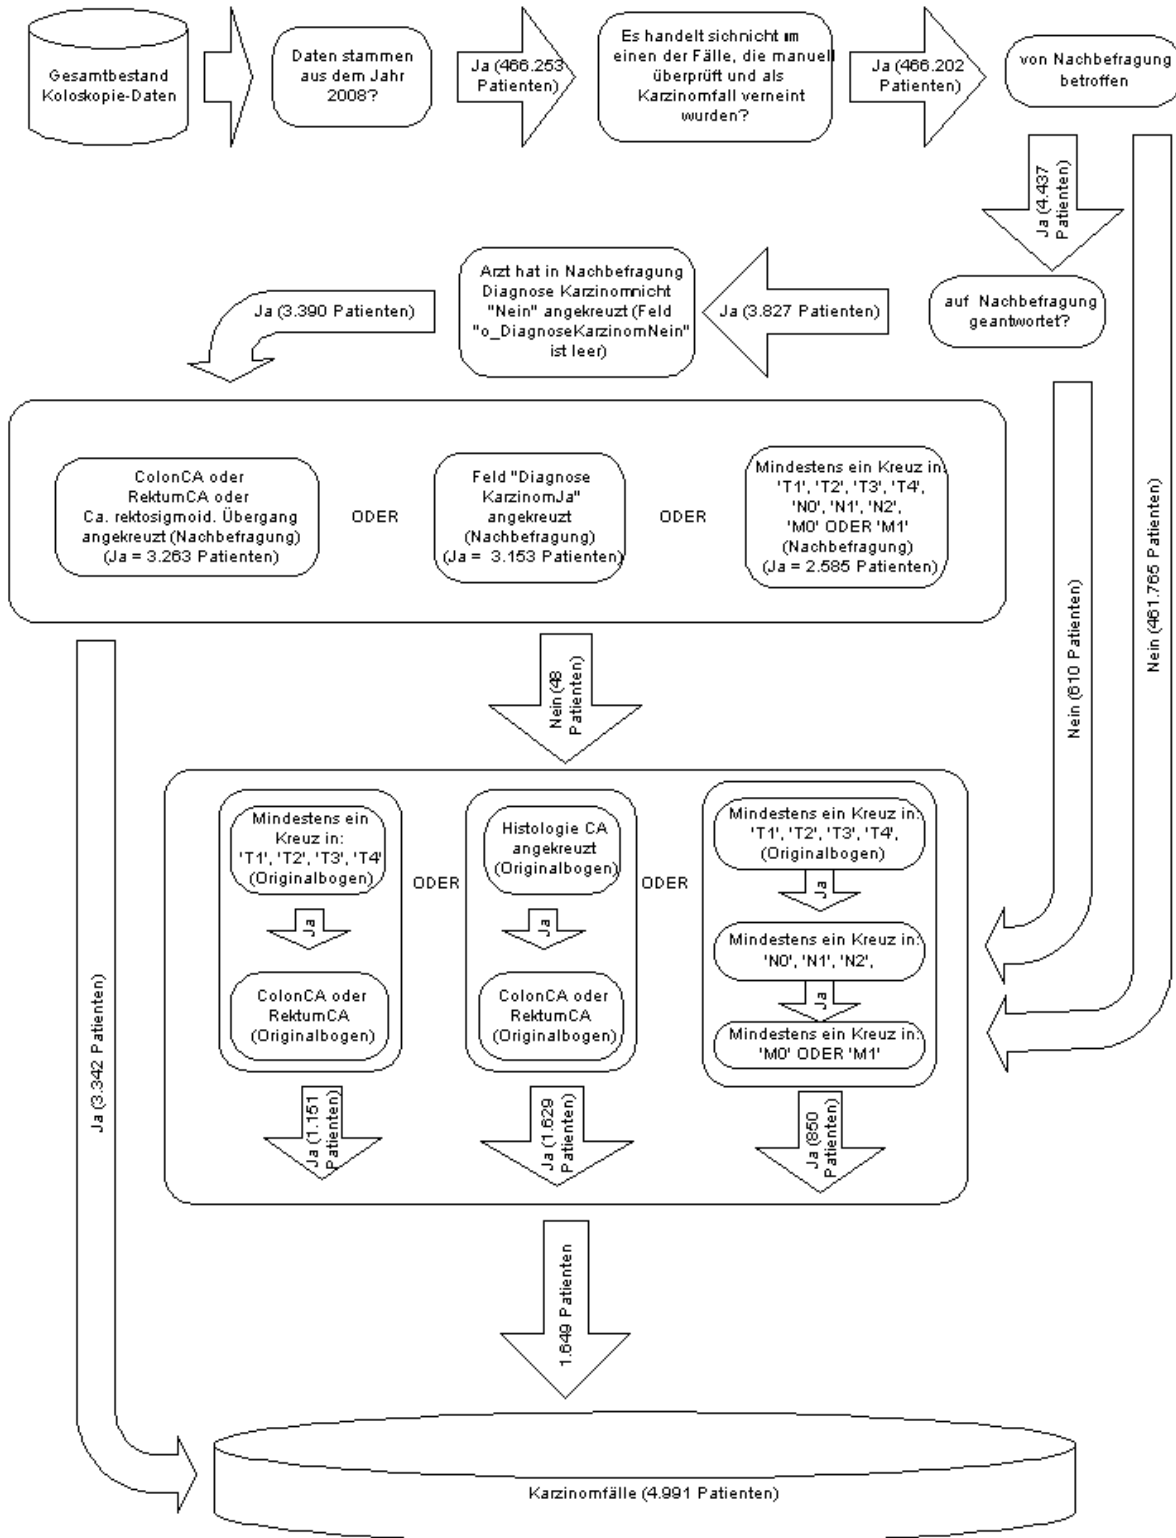 Gesamtbestand
Koloskopie-Daten
Daten stammen
aus dem Jahr
2008?
Ja (466.253
Patienten)
Es handelt sichnicht um
einen der Fälle, die manuell
überprüft und als
Karzinomfall verneint
wurden?
Ja (466.202
Patienten)
von Nachbefragung
betroffen
Ja (4.437
Patienten)
Nein (461.765 Patienten)
auf Nachbefragung
geantwortet?
Ja (3.827 Patienten)
Nein (610 Patienten)
Arzt hat in Nachbefragung
Diagnose Karzinomnicht
"Nein" angekreuzt (Feld
"o_DiagnoseKarzinomNein"
ist leer)
Ja (3.390 Patienten)
ColonCA oder
RektumCA oder
Ca. rektosigmoid. Übergang
angekreuzt (Nachbefragung)
(Ja = 3.263 Patienten)
ODER
Feld "Diagnose
KarzinomJa"
angekreuzt
(Nachbefragung)
(Ja = 3.153 Patienten)
ODER
Mindestens ein Kreuz in:
'T1', 'T2', 'T3', 'T4',
'N0', 'N1', 'N2',
'M0' ODER 'M1'
(Nachbefragung)
(Ja = 2.585 Patienten)
Ja (3.342 Patienten)
Nein (48
Patienten)
Mindestens ein
Kreuz in:
'T1', 'T2', 'T3', 'T4'
(Originalbogen)
Ja
ColonCA oder
RektumCA
(Originalbogen)
Ja (1.151
Patienten)
ODER
Histologie CA
angekreuzt
(Originalbogen)
Ja
ColonCA oder
RektumCA
(Originalbogen)
Ja (1.629
Patienten)
ODER
Mindestens ein Kreuz in:
'T1', 'T2', 'T3', 'T4',
(Originalbogen)
Ja
Mindestens ein Kreuz in:
'N0', 'N1', 'N2',
Ja
Mindestens ein Kreuz in:
'M0' ODER 'M1'
Ja (850
Patienten)
1.649 Patienten
Karzinomfälle (4.991 Patienten)